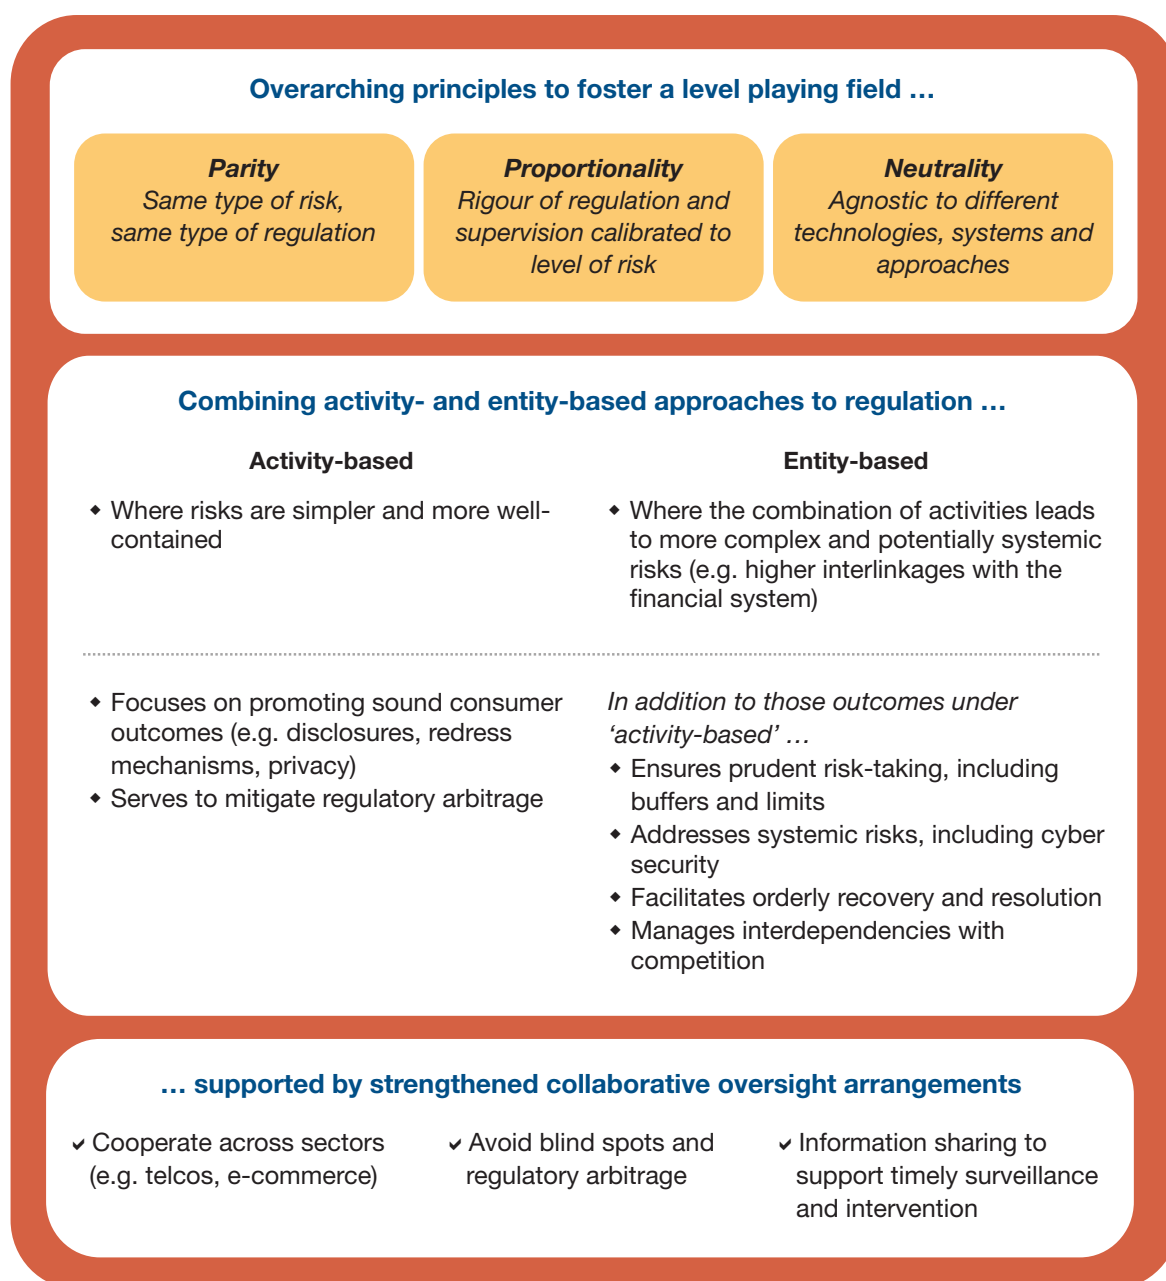 Overarching principles to foster a level playing field ...
Parity
Same type of risk,
same type of regulation
Proportionality
Rigour of regulation and
supervision calibrated to
level of risk
Neutrality
Agnostic to different
technologies, systems and
approaches
Combining activity- and entity-based approaches to regulation ...
Activity-based
◆ Where risks are simpler and more well-
contained
Entity-based
◆ Where the combination of activities leads
to more complex and potentially systemic
risks (e.g. higher interlinkages with the
financial system)
◆ Focuses on promoting sound consumer
outcomes (e.g. disclosures, redress
mechanisms, privacy)
◆ Serves to mitigate regulatory arbitrage
In addition to those outcomes under
‘activity-based’ ...
◆ Ensures prudent risk-taking, including
buffers and limits
◆ Addresses systemic risks, including cyber
security
◆ Facilitates orderly recovery and resolution
◆ Manages interdependencies with
competition
... supported by strengthened collaborative oversight arrangements
✓ Cooperate across sectors
(e.g. telcos, e-commerce)
✓ Avoid blind spots and
regulatory arbitrage
✓ Information sharing to
support timely surveillance
and intervention